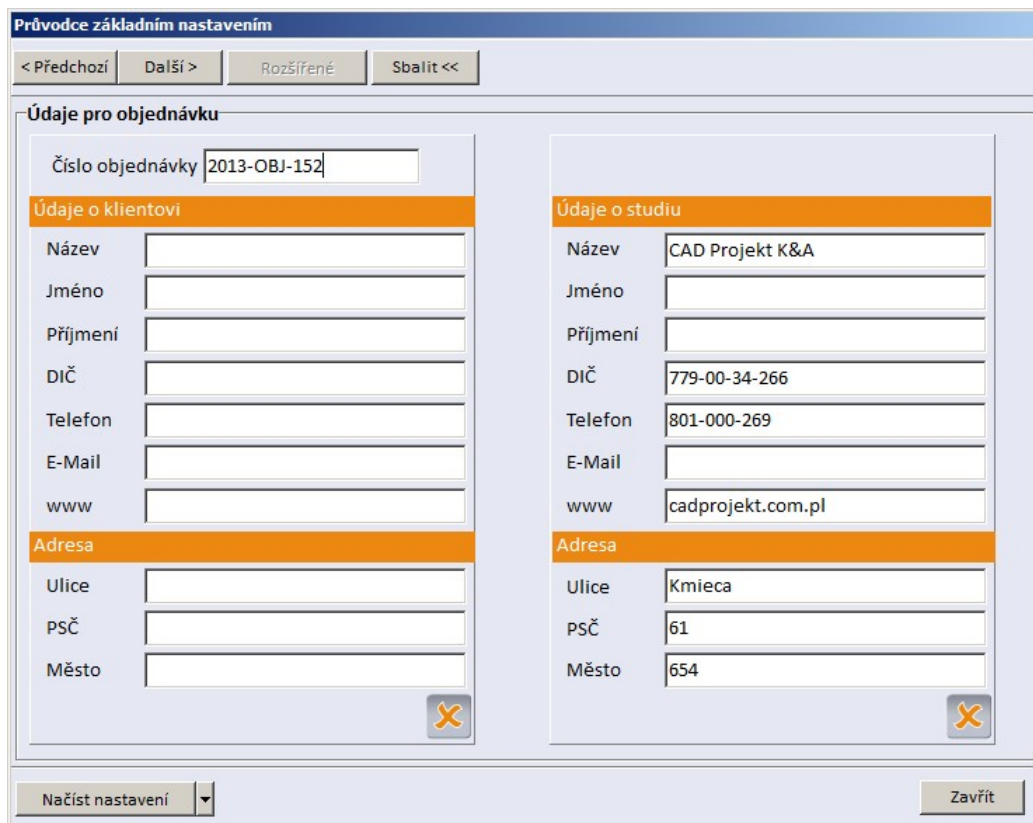 Průvodce základním nastavením
< Předchozí Další > Rozšířené Sbalit <<
Údaje pro objednávku
Číslo objednávky 2013-OBJ-152
Údaje o klientovi
Název
Jméno
Příjmení
DIČ
Telefon
E-Mail
www
Adresa
Ulice
PSČ
Město
Údaje o studiu
Název CAD Projekt K&A
Jméno
Příjmení
DIČ 779-00-34-266
Telefon 801-000-269
E-Mail
www cadprojekt.com.pl
Adresa
Ulice Kmieca
PSČ 61
Město 654
Načíst nastavení
Zavřít